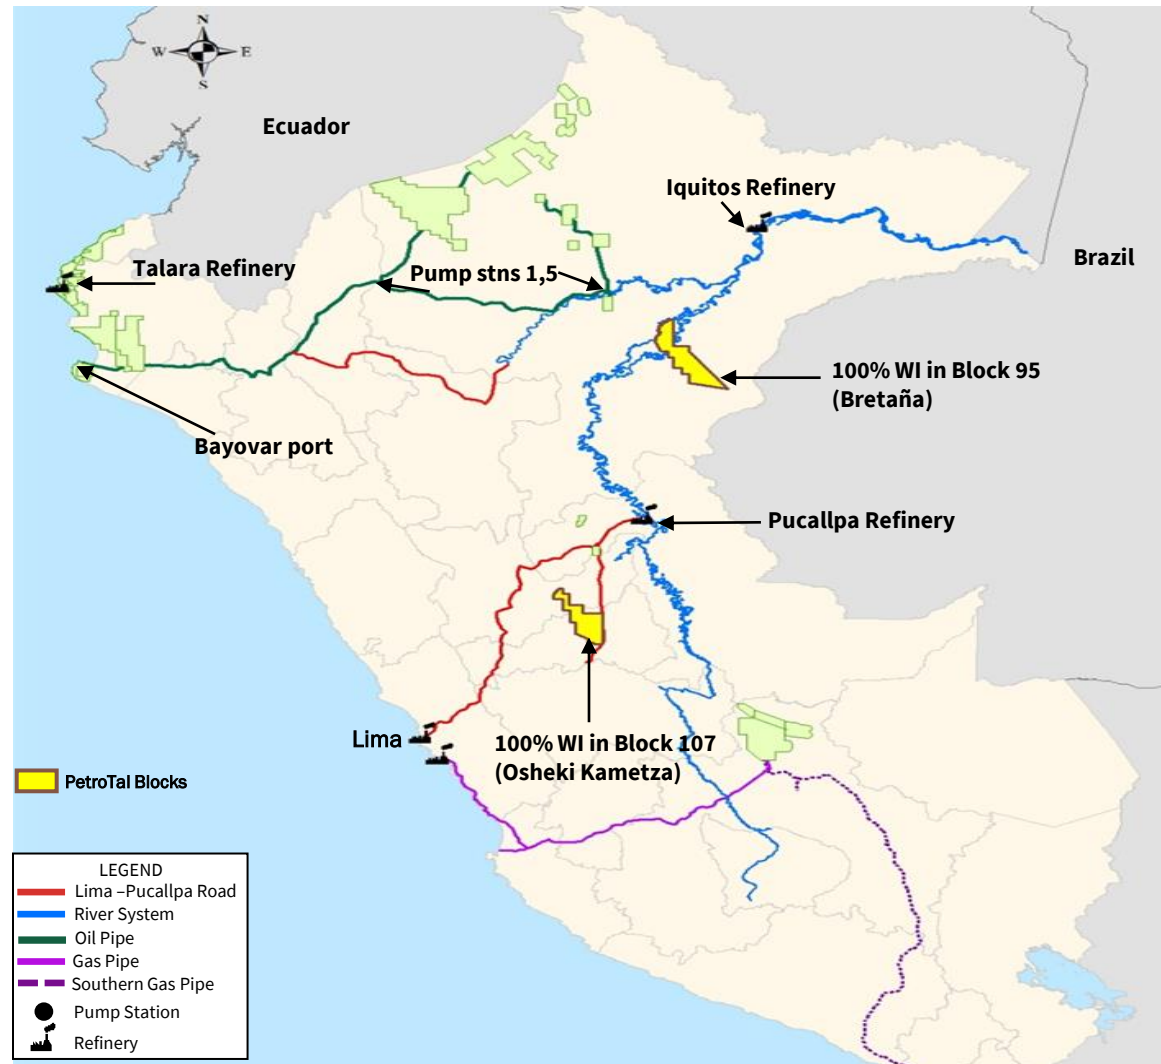 N
W
E
S
Ecuador
Iquitos Refinery
Brazil
Talara Refinery
Pump stns 1,5
100% WI in Block 95
(Bretaña)
Bayovar port
Pucallpa Refinery
Lima
100% WI in Block 107
(Osheki Kametza)
PetroTal Blocks
LEGEND
Lima –Pucallpa Road
River System
Oil Pipe
Gas Pipe
Southern Gas Pipe
Pump Station
Refinery